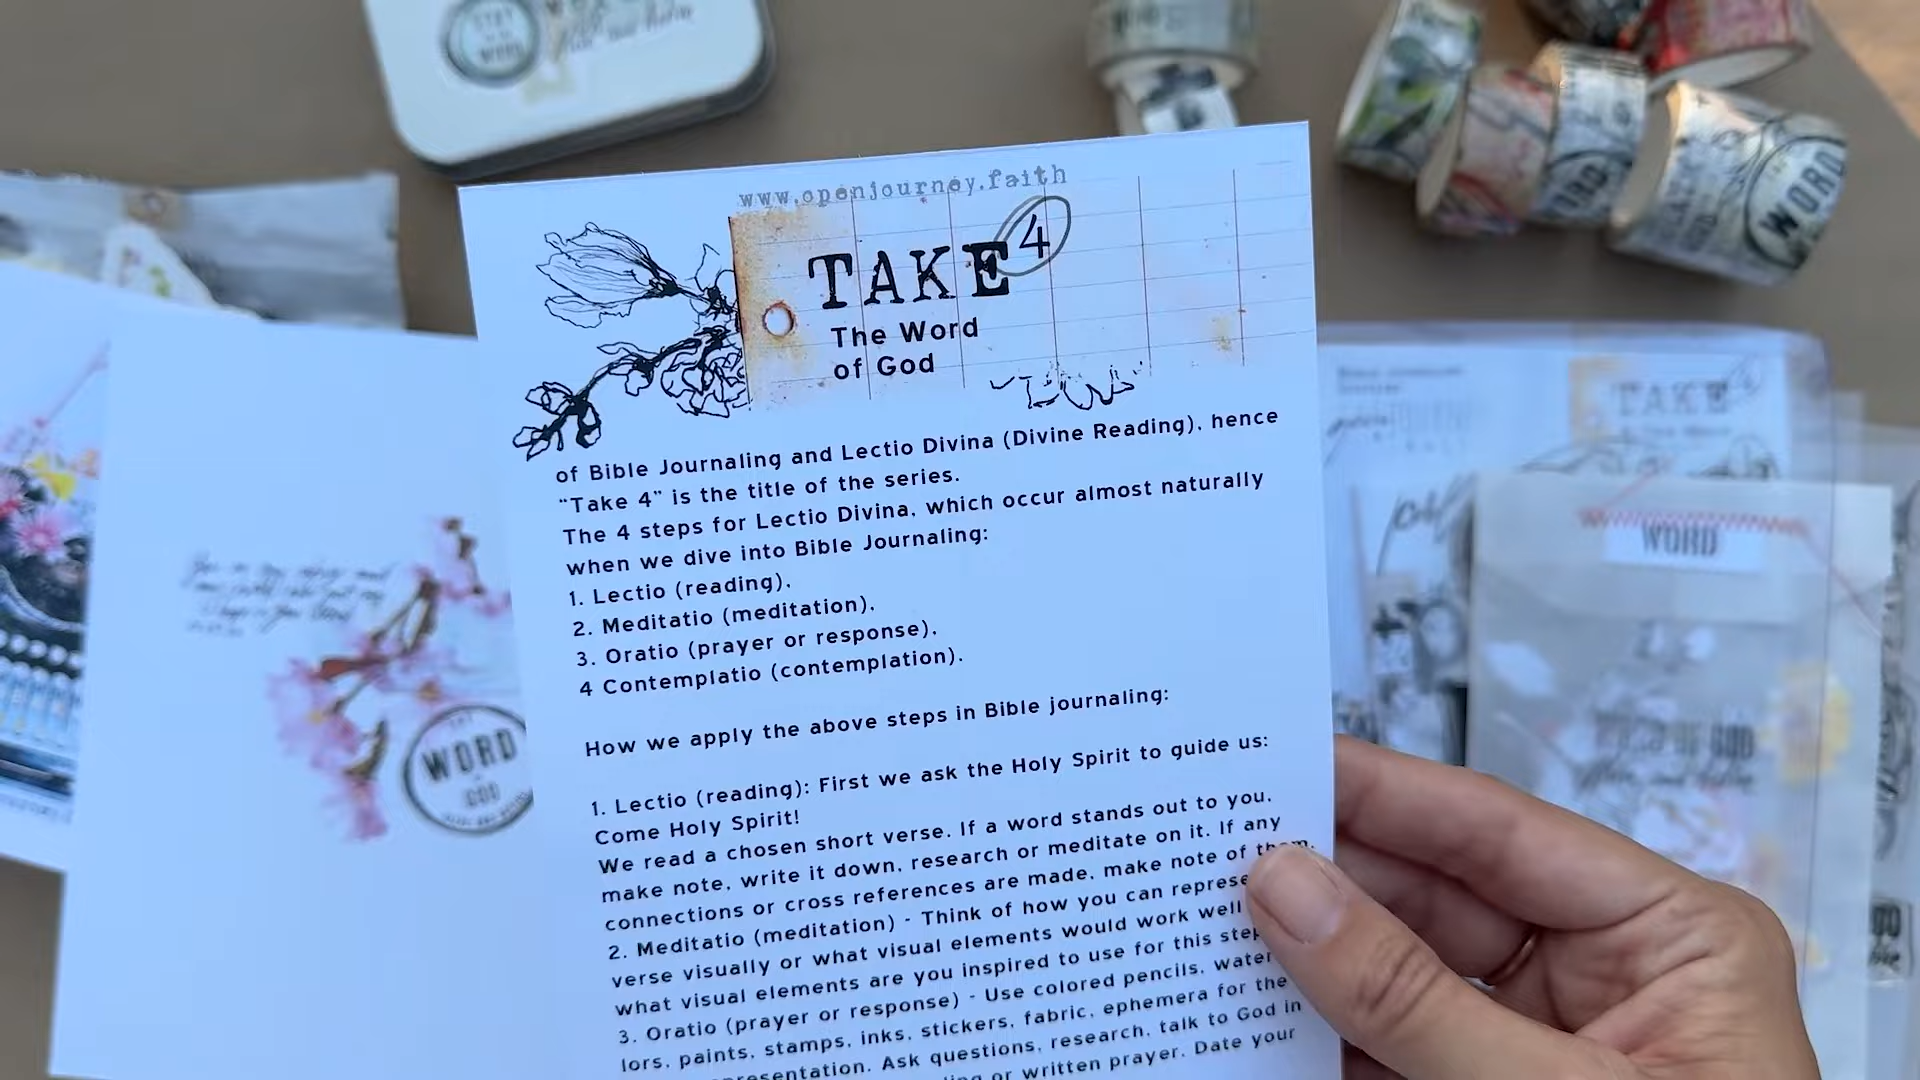 www.openjourney.faith
TAKE 4
The Word
of God
of Bible Journaling and Lectio Divina (Divine Reading), hence
“Take 4” is the title of the series.
The 4 steps for Lectio Divina, which occur almost naturally
when we dive into Bible Journaling:
1. Lectio (reading),
2. Meditatio (meditation),
3. Oratio (prayer or response),
4 Contemplatio (contemplation).
How we apply the above steps in Bible journaling:
1. Lectio (reading): First we ask the Holy Spirit to guide us:
Come Holy Spirit!
We read a chosen short verse. If a word stands out to you,
make note, write it down, research or meditate on it. If any
connections or cross references are made, make note of them.
2. Meditatio (meditation) - Think of how you can
verse visually or what visual elements would work well
what visual elements are you inspired to use for this
3. Oratio (prayer or response) - Use colored pencils, water
lors, paints, stamps, inks, stickers, fabric, ephemera for the
Ask questions, research, talk to God in
or written prayer. Date your
WORD
GOD
WORD
WORD OF GOD
WORD
WORD
WORD
TAKE